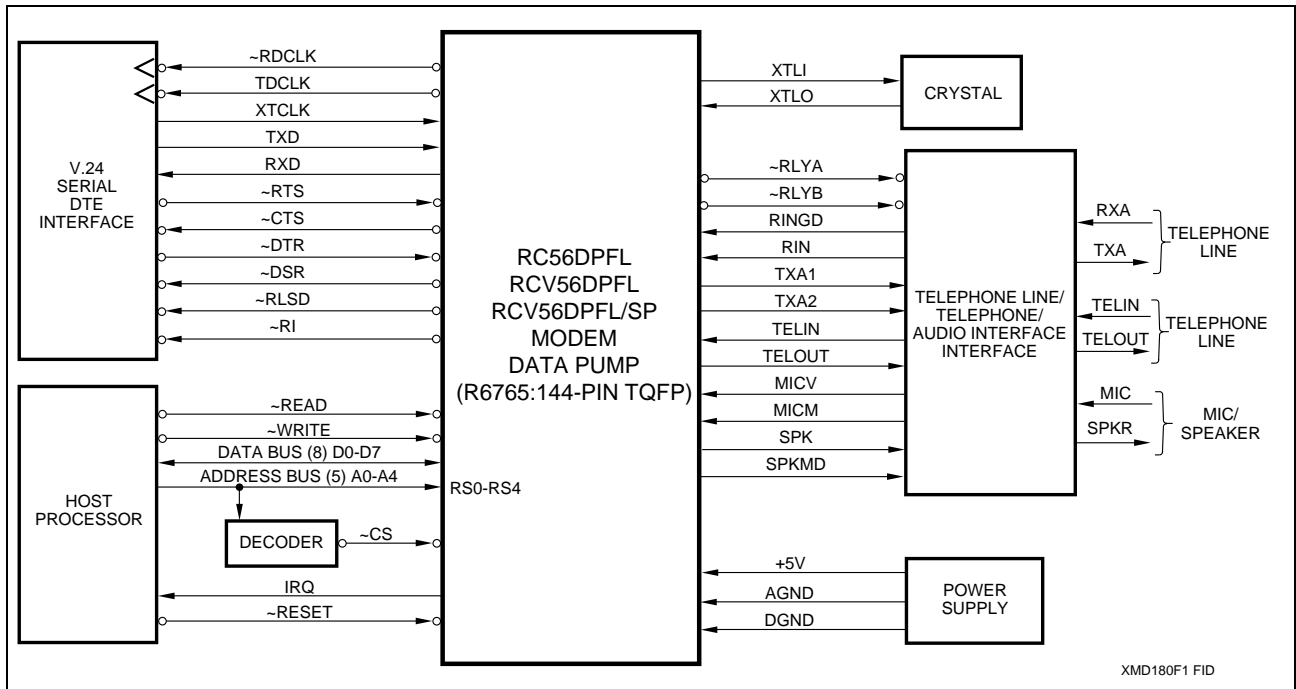 ~RDCLK
TDCLK
XTCLK
TXD
RXD
~RTS
~CTS
~DTR
~DSR
~RLSD
~RI
V.24
SERIAL
DTE
INTERFACE
HOST
PROCESSOR
~READ
~WRITE
DATA BUS (8) D0-D7
ADDRESS BUS (5) A0-A4
DECODER
~CS
IRQ
~RESET
RS0-RS4
RC56DPFL
RCV56DPFL
RCV56DPFL/SP
MODEM
DATA PUMP
(R6765:144-PIN TQFP)
XTLI
XTLO
CRYSTAL
~RLYA
~RLYB
RINGD
RIN
TXA1
TXA2
TELIN
TELOUT
MICV
MICM
SPK
SPKMD
TELEPHONE LINE/
TELEPHONE/
AUDIO INTERFACE
INTERFACE
RXA
TXA
TELEPHONE
LINE
TELIN
TELOUT
TELEPHONE
LINE
MIC
SPKR
MIC/
SPEAKER
+5V
AGND
DGND
POWER
SUPPLY
XMD180F1 FID